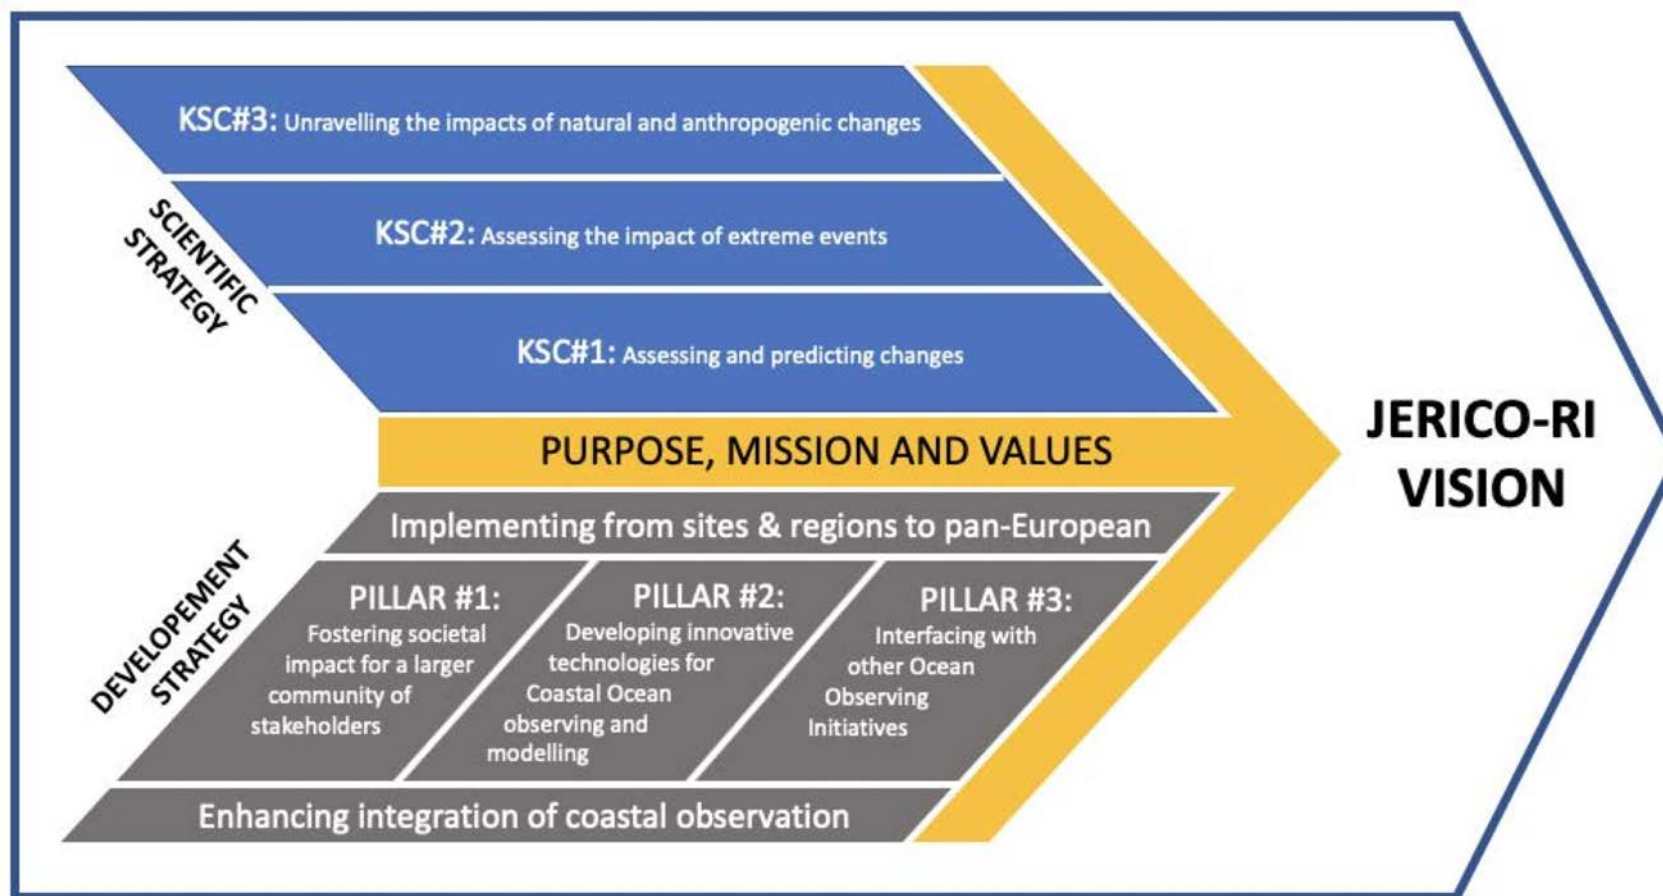 KSC#3: Unravelling the impacts of natural and anthropogenic changes
KSC#2: Assessing the impact of extreme events
KSC#1: Assessing and predicting changes
SCIENTIFIC
STRATEGY
PURPOSE, MISSION AND VALUES
JERICO-RI
VISION
DEVELOPEMENT
STRATEGY
Implementing from sites & regions to pan-European
PILLAR #1:
Fostering societal
impact for a larger
community of
stakeholders
PILLAR #2:
Developing innovative
technologies for
Coastal Ocean
observing and
modelling
PILLAR #3:
Interfacing with
other Ocean
Observing
Initiatives
Enhancing integration of coastal observation